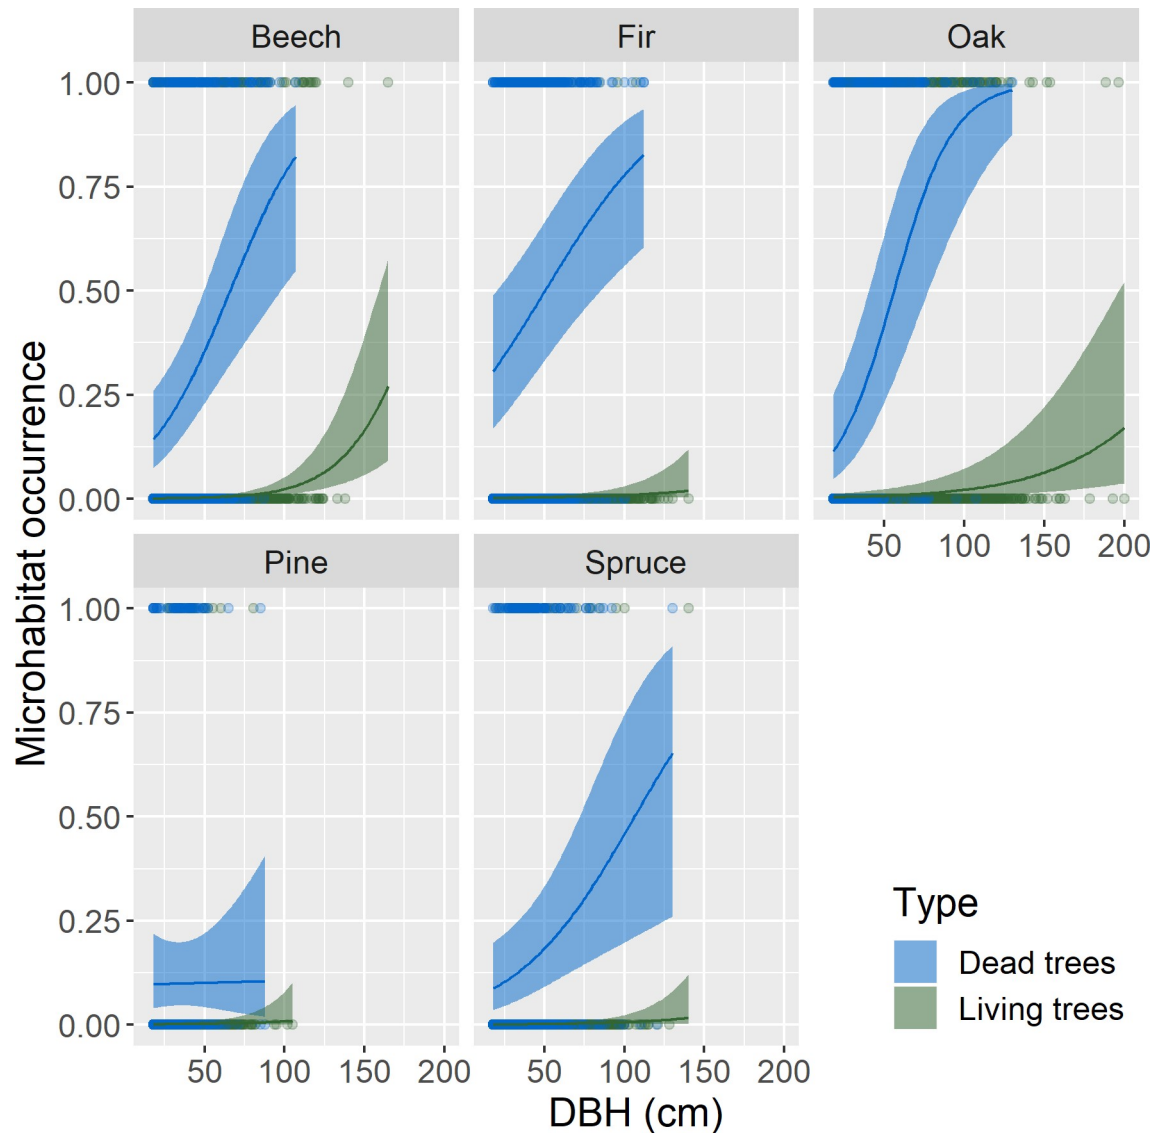 Beech
Fir
Oak
1.00
0.75
0.50
0.25
0.00
50 100 150 200
Pine
Spruce
1.00
0.75
0.50
0.25
0.00
50 100 150 200
50 100 150 200
Microhabitat occurrence
DBH (cm)
Type
Dead trees
Living trees